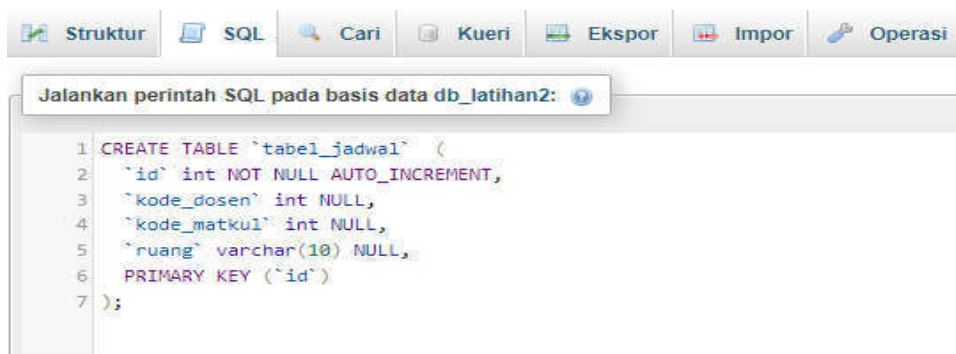 Struktur SQL Cari Kueri Ekspor Impor Operasi
Jalankan perintah SQL pada basis data db_latihan2:
1 CREATE TABLE `tabel_jadwal`  (
2   `id` int NOT NULL AUTO_INCREMENT,
3   `kode_dosen` int NULL,
4   `kode_matkul` int NULL,
5   `ruang` varchar(10) NULL,
6   PRIMARY KEY (`id`)
7 );